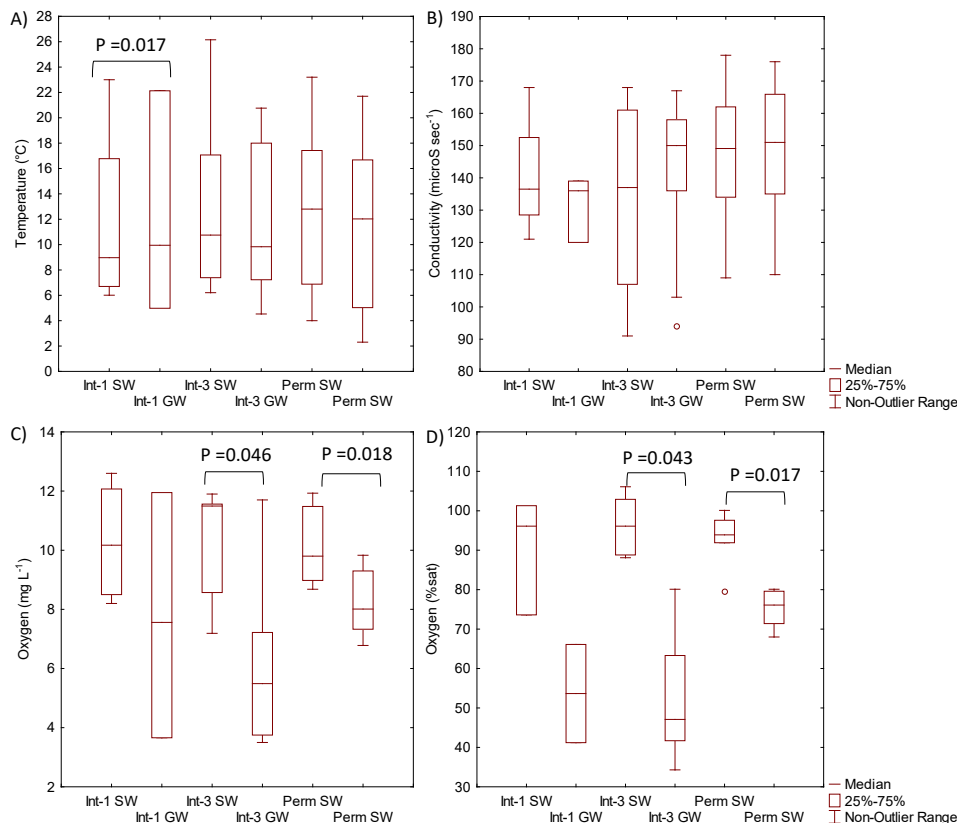 A)
P =0.017
Temperature (°C)
28
26
24
22
20
18
16
14
12
10
8
6
4
2
0
Int-1 SW
Int-3 SW
Perm SW
Int-1 GW
Int-3 GW
Perm SW
B)
Conductivity (microS sec⁻¹)
190
180
170
160
150
140
130
120
110
100
90
80
Int-1 SW
Int-3 SW
Perm SW
Int-1 GW
Int-3 GW
Perm SW
Median
25%-75%
Non-Outlier Range
C)
P =0.046
P =0.018
Oxygen (mg L⁻¹)
14
12
10
8
6
4
2
Int-1 SW
Int-3 SW
Perm SW
Int-1 GW
Int-3 GW
Perm SW
D)
P =0.043
P =0.017
Oxygen (%sat)
120
110
100
90
80
70
60
50
40
30
Int-1 SW
Int-3 SW
Perm SW
Int-1 GW
Int-3 GW
Perm SW
Median
25%-75%
Non-Outlier Range